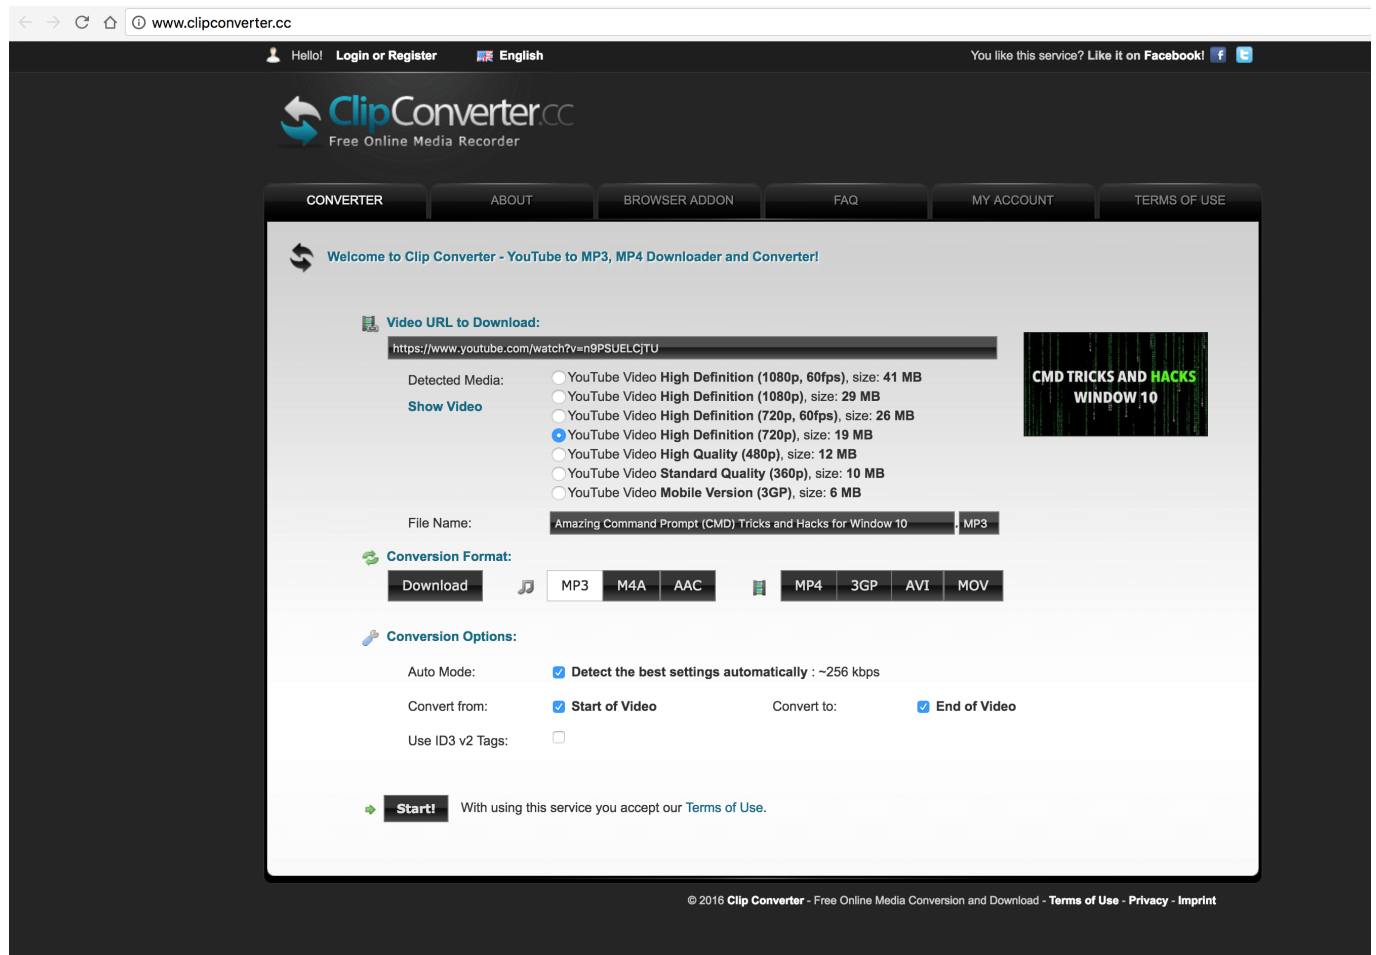 www.clipconverter.cc
Hello! Login or Register English You like this service? Like it on Facebook!
ClipConverter.cc
Free Online Media Recorder
CONVERTER ABOUT BROWSER ADDON FAQ MY ACCOUNT TERMS OF USE
Welcome to Clip Converter - YouTube to MP3, MP4 Downloader and Converter!
Video URL to Download:
https://www.youtube.com/watch?v=n9PSUELCjTU
Detected Media:
Show Video
YouTube Video High Definition (1080p, 60fps), size: 41 MB
YouTube Video High Definition (1080p), size: 29 MB
YouTube Video High Definition (720p, 60fps), size: 26 MB
YouTube Video High Definition (720p), size: 19 MB
YouTube Video High Quality (480p), size: 12 MB
YouTube Video Standard Quality (360p), size: 10 MB
YouTube Video Mobile Version (3GP), size: 6 MB
CMD TRICKS AND HACKS
WINDOW 10
File Name: Amazing Command Prompt (CMD) Tricks and Hacks for Window 10 . MP3
Conversion Format:
Download MP3 M4A AAC MP4 3GP AVI MOV
Conversion Options:
Auto Mode: Detect the best settings automatically : ~256 kbps
Convert from: Start of Video Convert to: End of Video
Use ID3 v2 Tags:
Start! With using this service you accept our Terms of Use.
© 2016 Clip Converter - Free Online Media Conversion and Download - Terms of Use - Privacy - Imprint